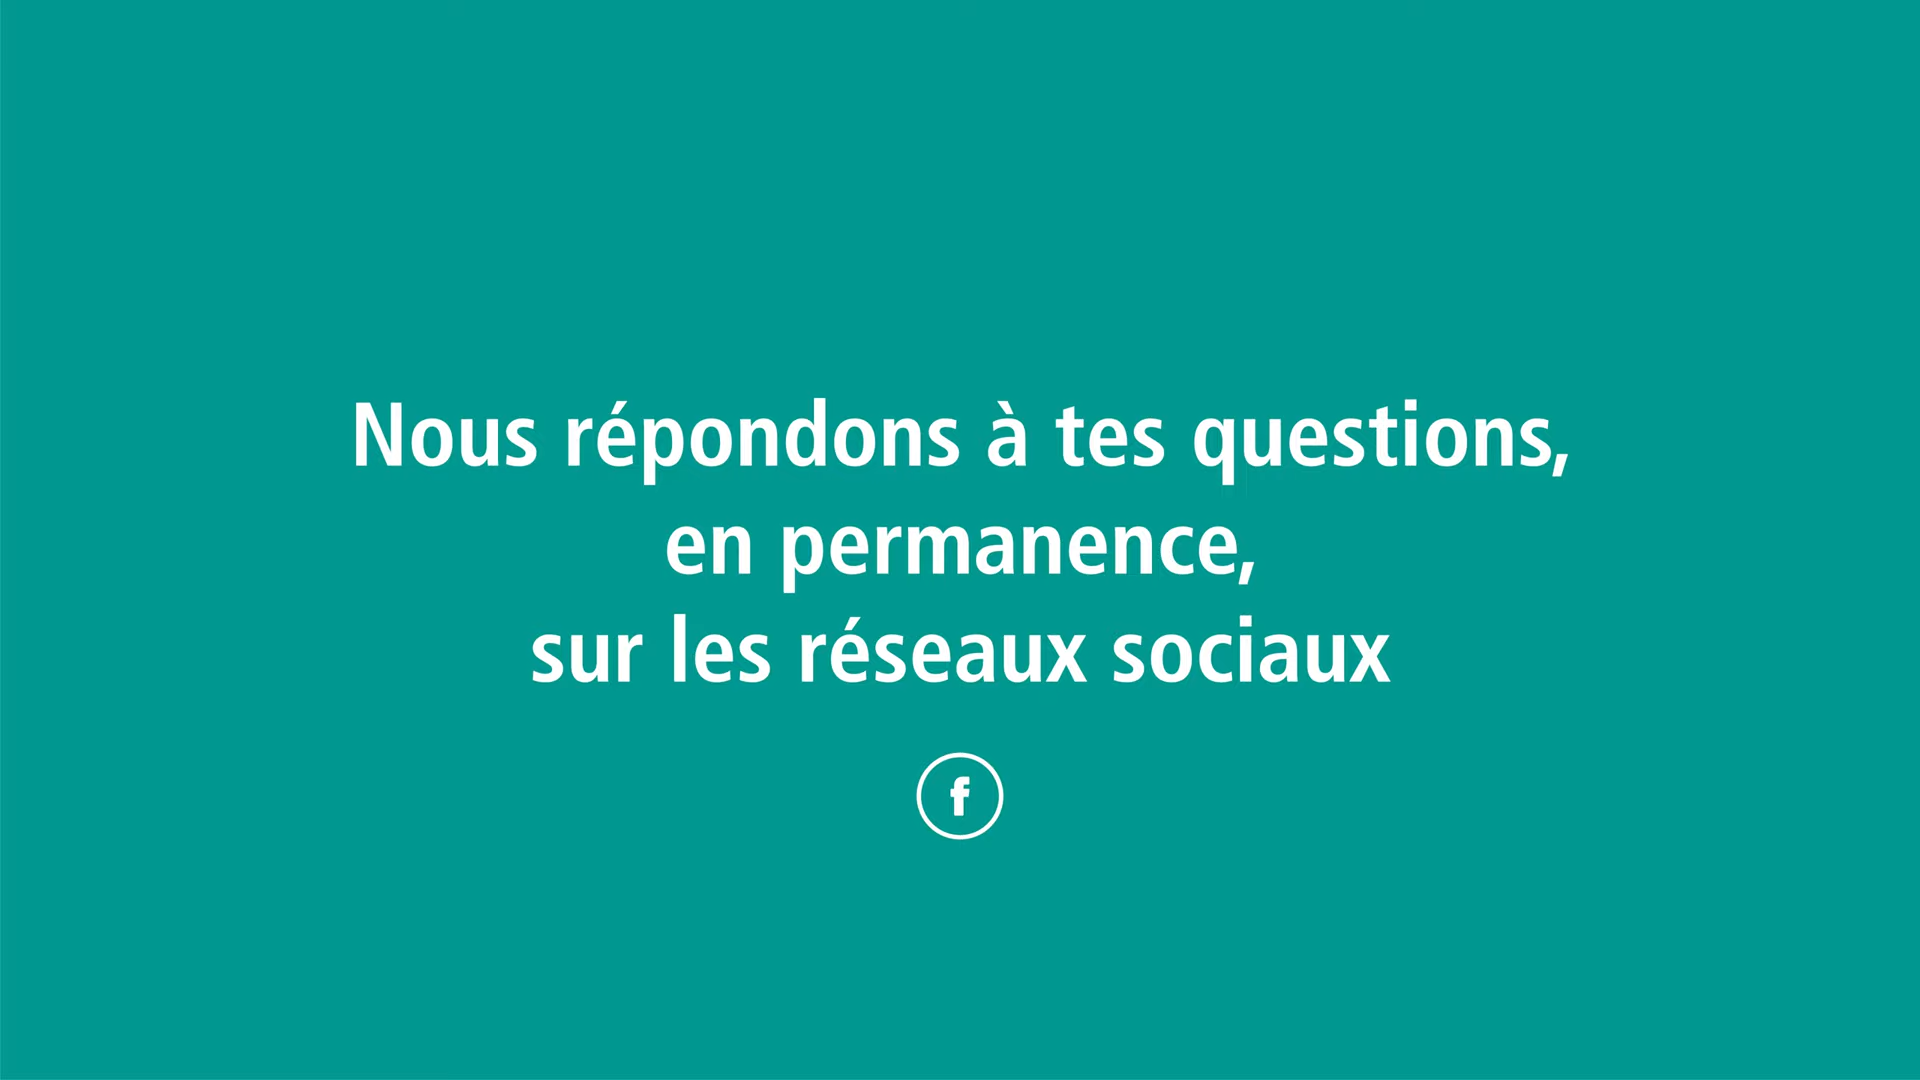 Nous répondons à tes questions,
en permanence,
sur les réseaux sociaux
f